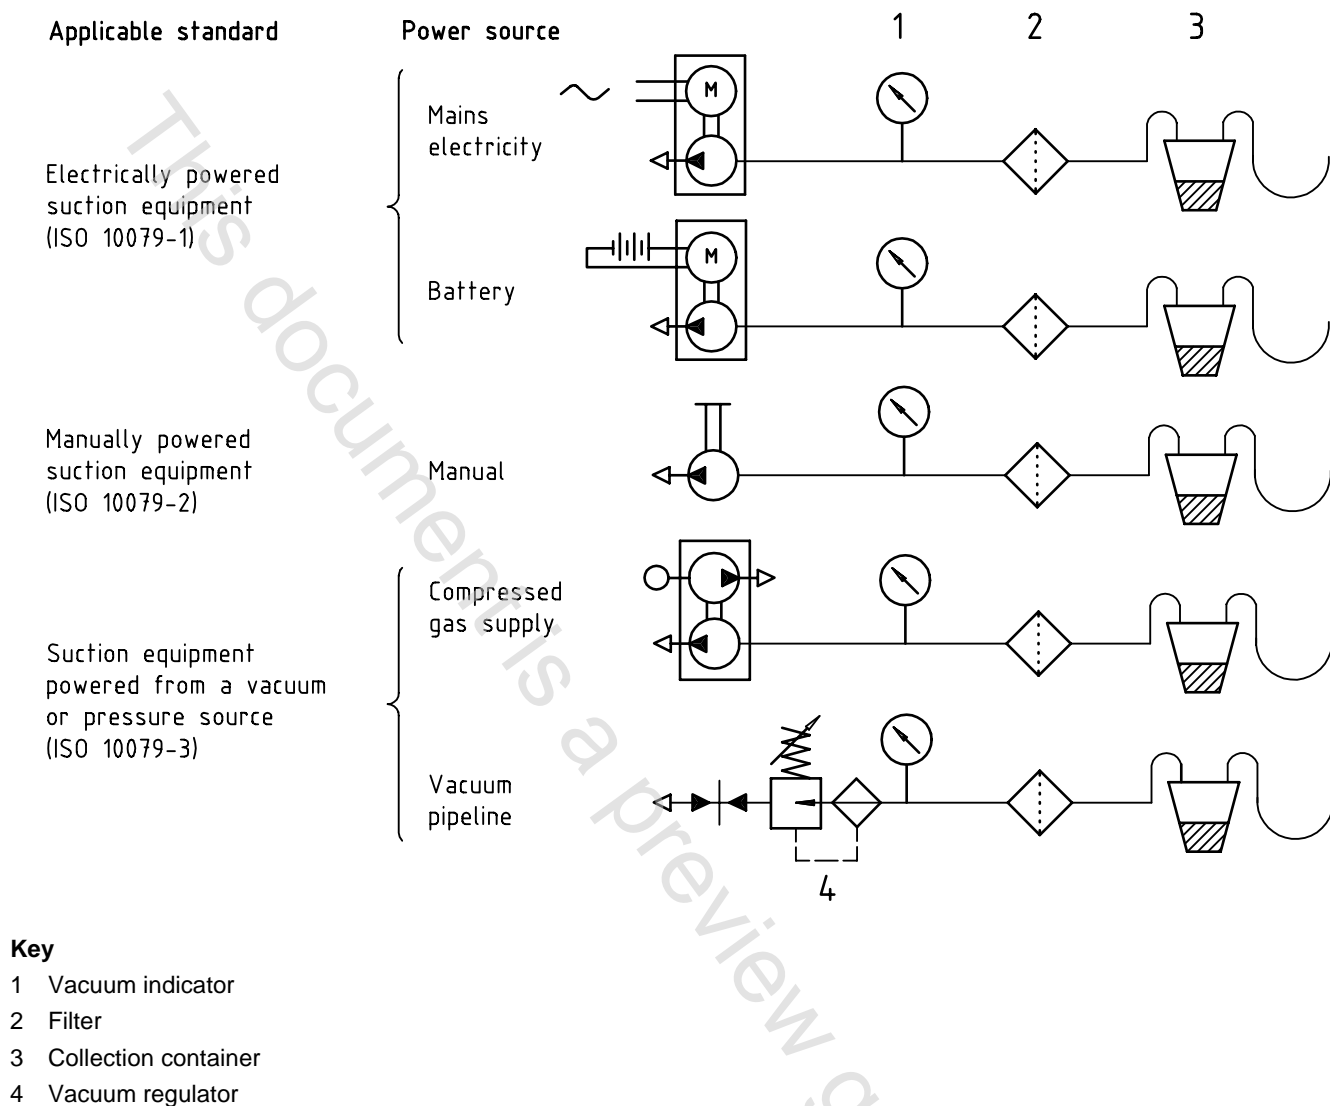 Applicable standard Power source 1 2 3
M
Mains
electricity
Electrically powered
suction equipment
(ISO 10079-1)
M
Battery
Manually powered
suction equipment
(ISO 10079-2)
Manual
Compressed
gas supply
Suction equipment
powered from a vacuum
or pressure source
(ISO 10079-3)
Vacuum
pipeline
4
Key
1 Vacuum indicator
2 Filter
3 Collection container
4 Vacuum regulator
This document is a preview g